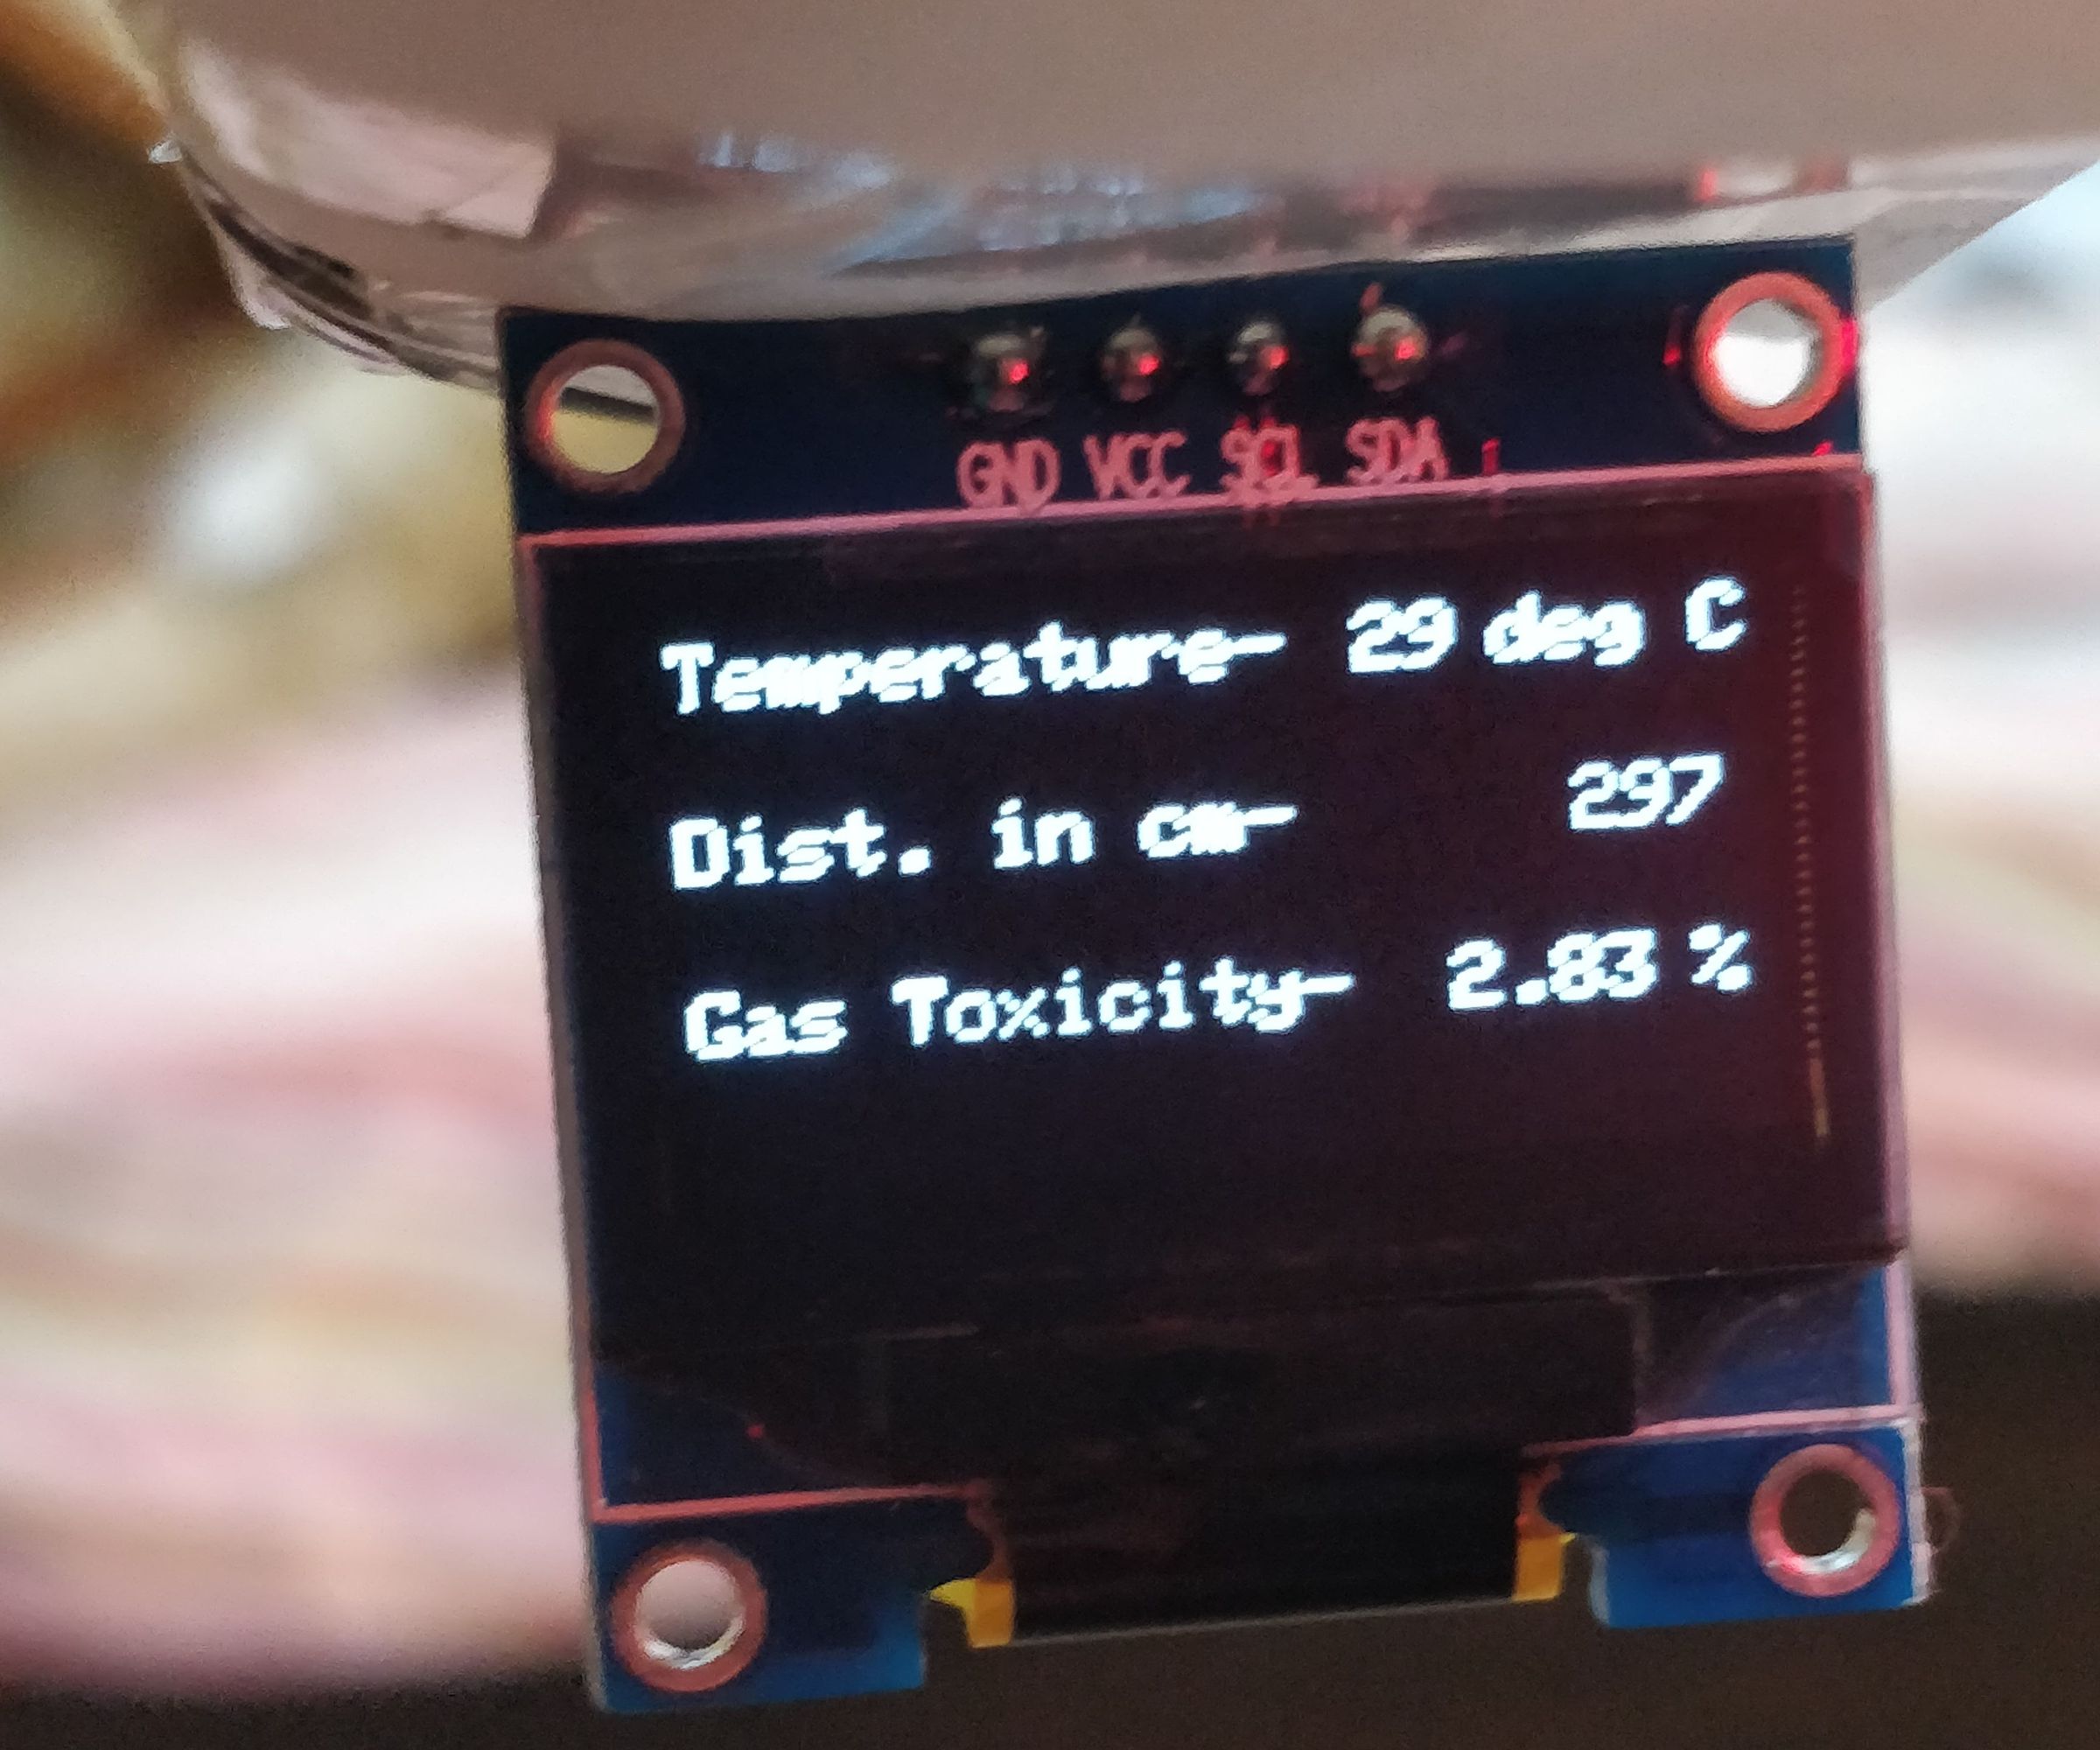 GND VCC SCL SDA
Temperature- 29 deg C
Dist. in cm- 297
Gas Toxicity- 2.83 %